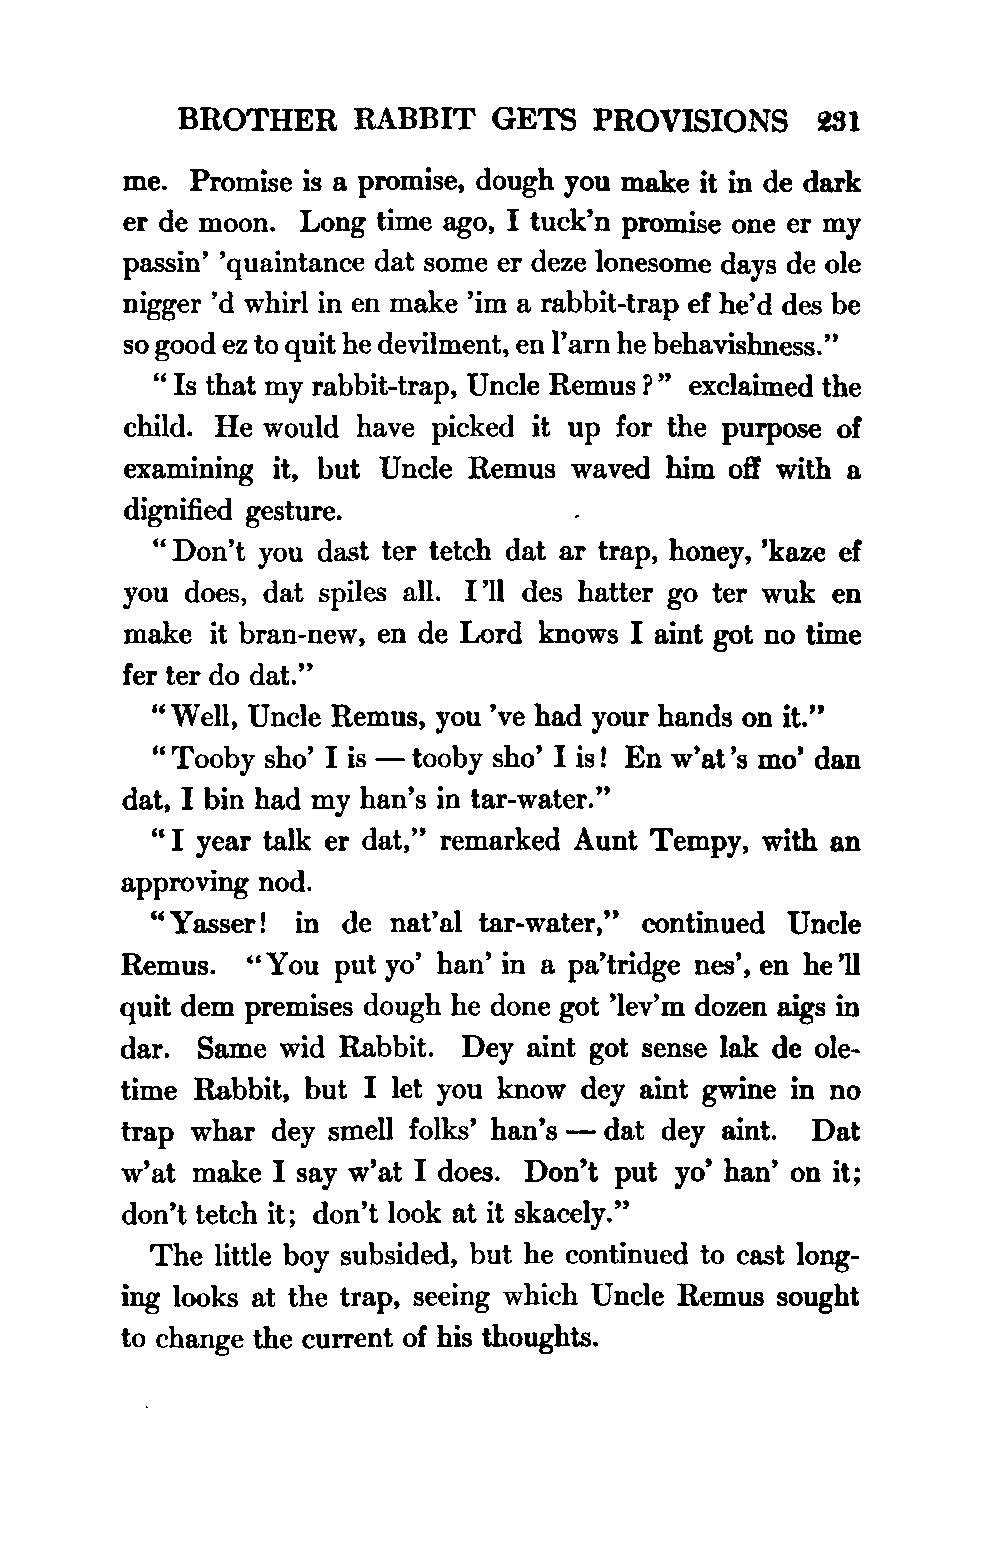 BROTHER RABBIT GETS PROVISIONS 231
me. Promise is a promise, dough you make it in de dark
er de moon. Long time ago, I tuck'n promise one er my
passin' 'quaintance dat some er deze lonesome days de ole
nigger 'd whirl in en make 'im a rabbit-trap ef he'd des be
so good ez to quit he devilment, en l'arn he behavishness."
"Is that my rabbit-trap, Uncle Remus?" exclaimed the
child. He would have picked it up for the purpose of
examining it, but Uncle Remus waved him off with a
dignified gesture.
"Don't you dast ter tetch dat ar trap, honey, 'kaze ef
you does, dat spiles all. I 'll des hatter go ter wuk en
make it bran-new, en de Lord knows I aint got no time
fer ter do dat."
"Well, Uncle Remus, you 've had your hands on it."
"Tooby sho' I is — tooby sho' I is! En w'at 's mo' dan
dat, I bin had my han's in tar-water."
"I year talk er dat," remarked Aunt Tempy, with an
approving nod.
"Yasser! in de nat'al tar-water," continued Uncle
Remus. "You put yo' han' in a pa'tridge nes', en he 'll
quit dem premises dough he done got 'lev'm dozen aigs in
dar. Same wid Rabbit. Dey aint got sense lak de ole-
time Rabbit, but I let you know dey aint gwine in no
trap whar dey smell folks' han's — dat dey aint. Dat
w'at make I say w'at I does. Don't put yo' han' on it;
don't tetch it; don't look at it skacely."
The little boy subsided, but he continued to cast long-
ing looks at the trap, seeing which Uncle Remus sought
to change the current of his thoughts.